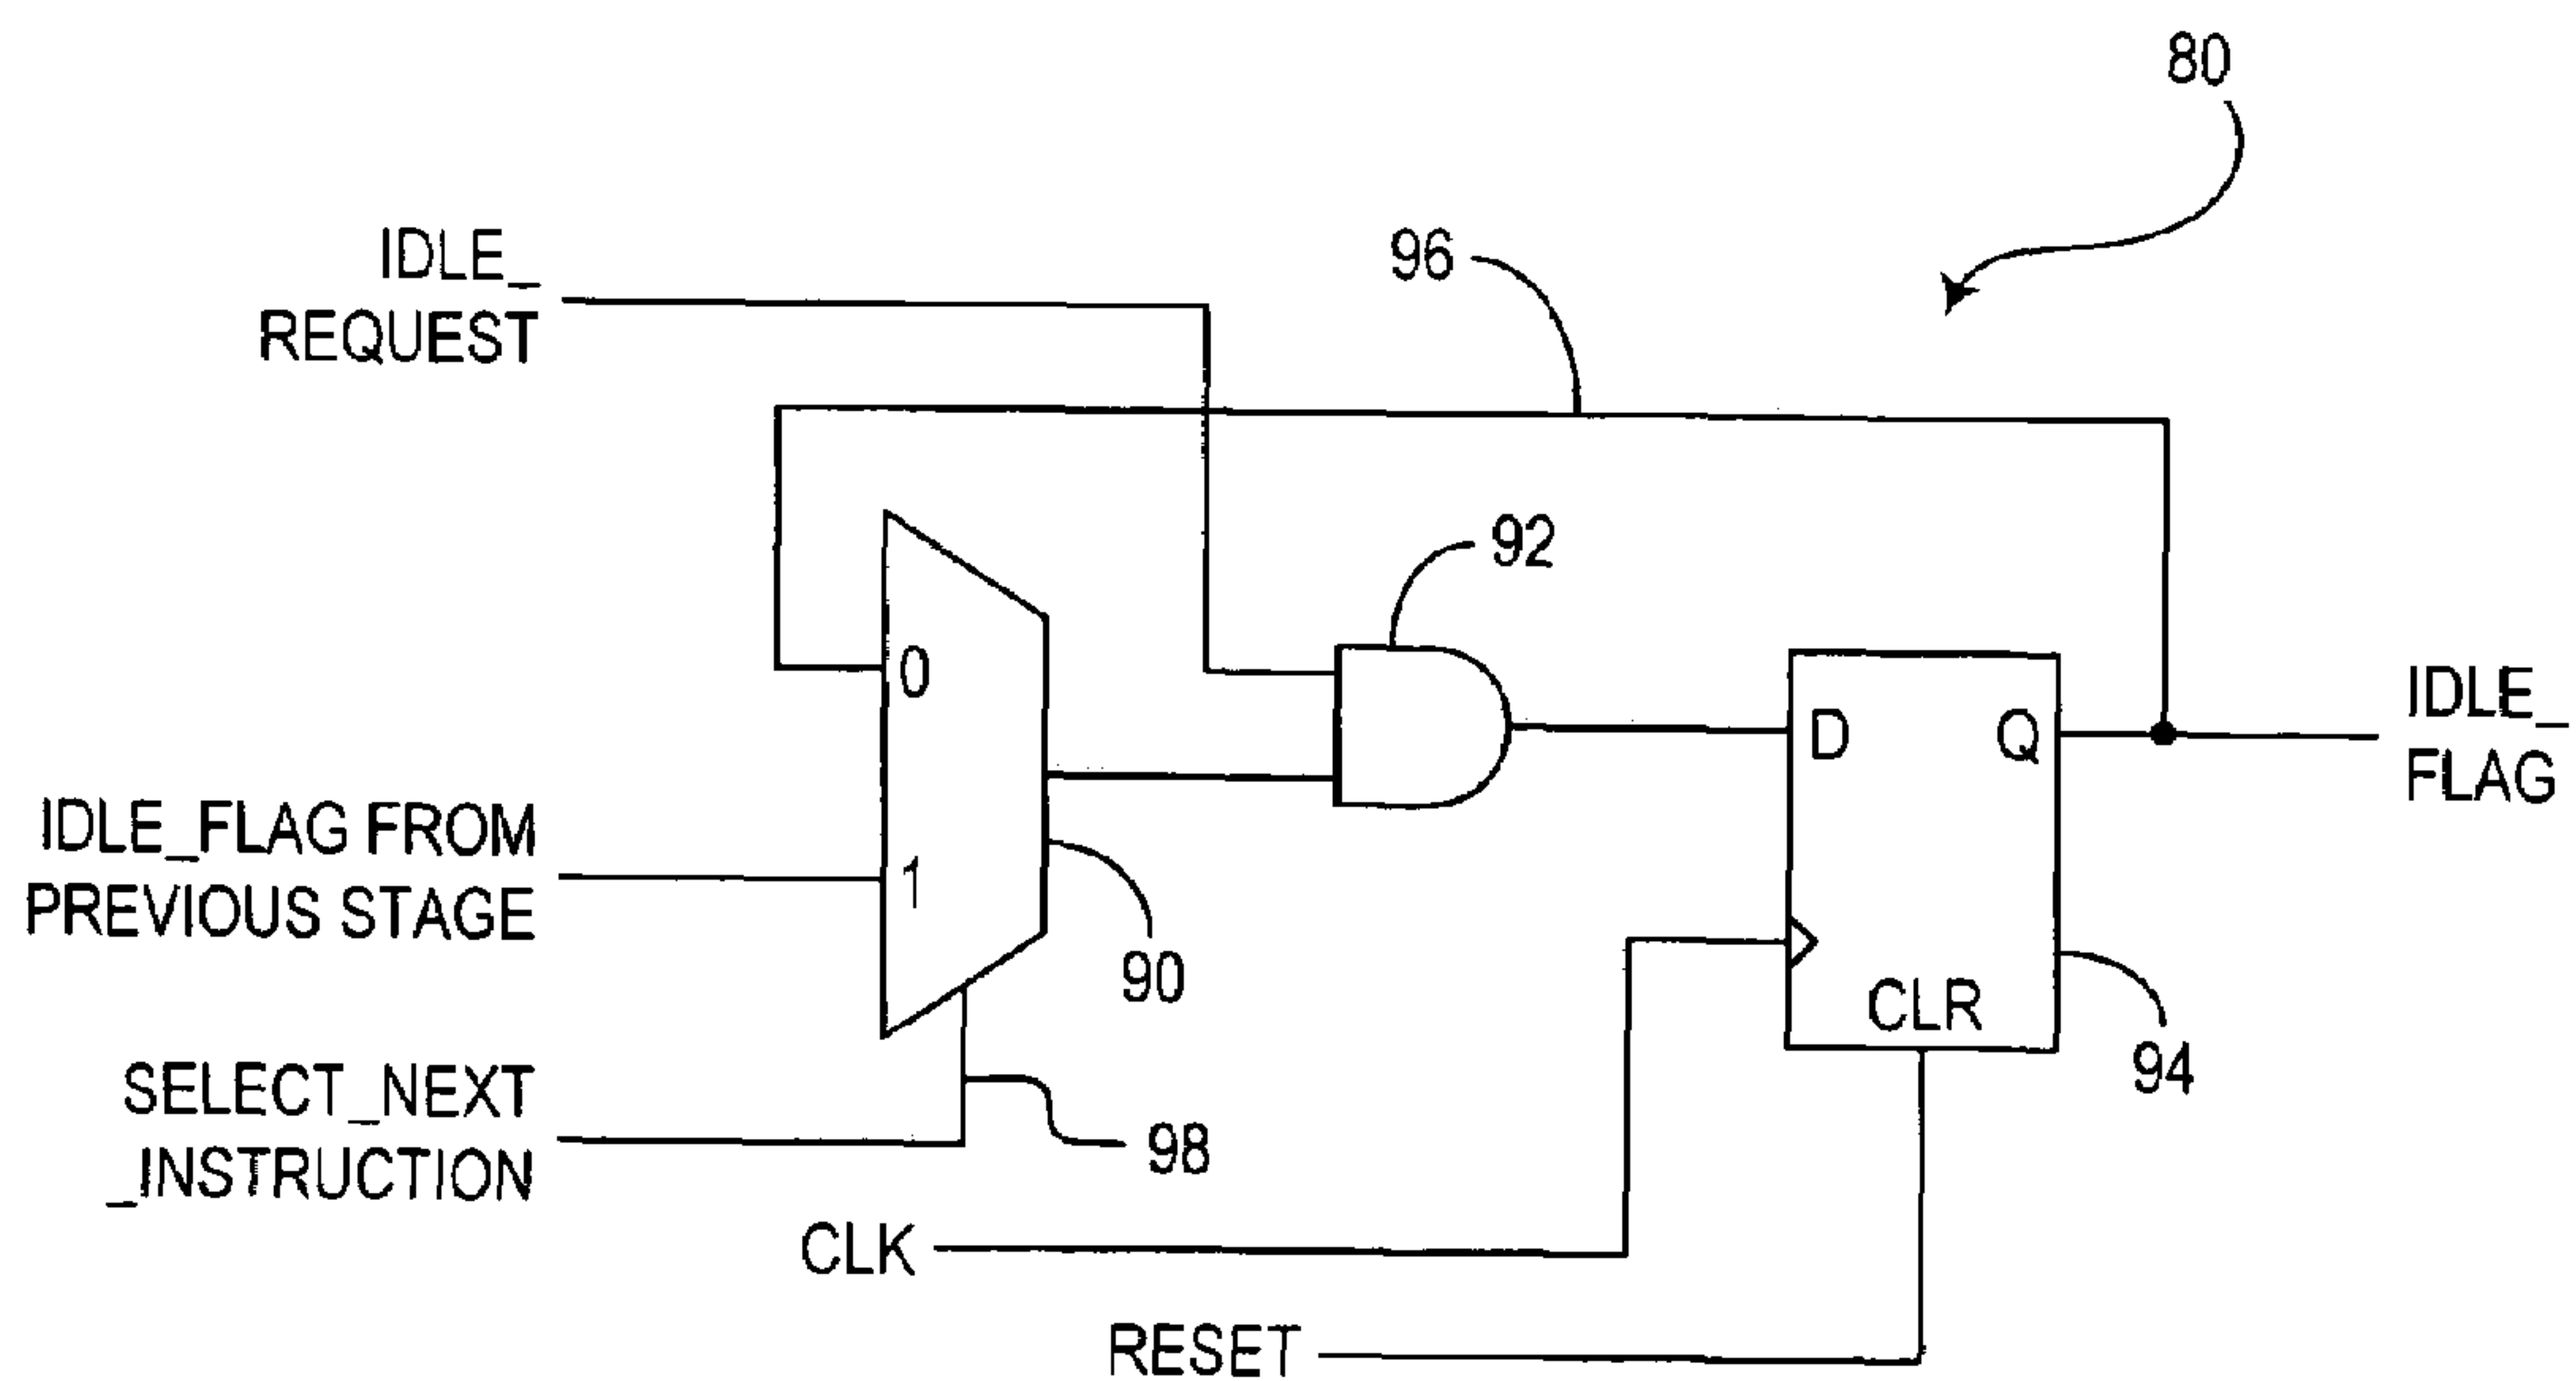 80
IDLE_
REQUEST
96
92
0
D
Q
IDLE_
FLAG
IDLE_FLAG FROM
PREVIOUS STAGE
1
90
CLR
94
SELECT_NEXT
_INSTRUCTION
98
CLK
RESET